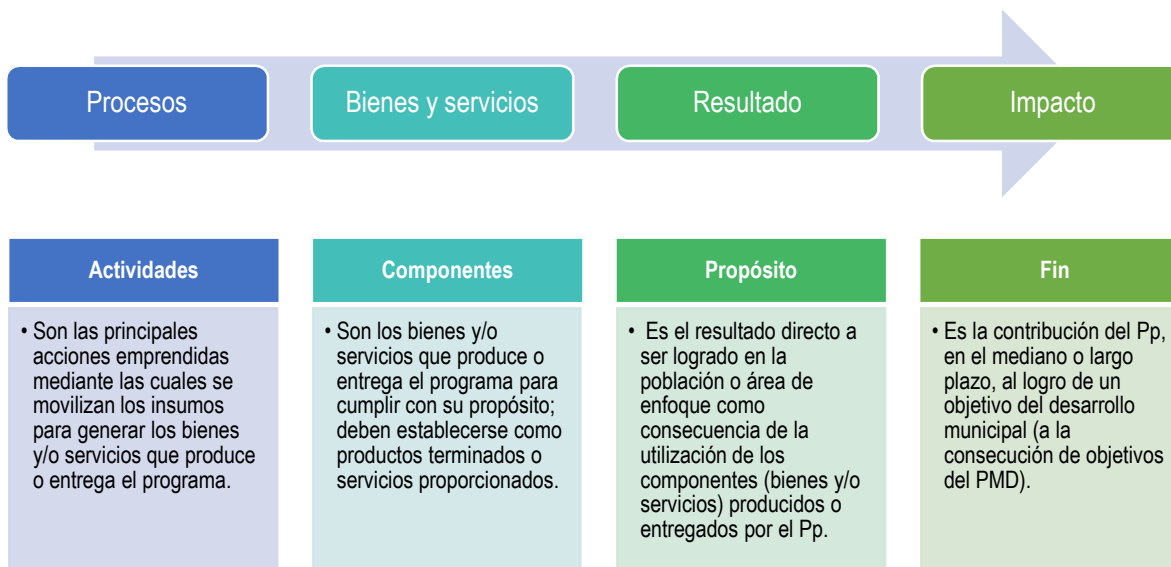 Procesos
Bienes y servicios
Resultado
Impacto
Actividades
• Son las principales
acciones emprendidas
mediante las cuales se
movilizan los insumos
para generar los bienes
y/o servicios que produce
o entrega el programa.
Componentes
• Son los bienes y/o
servicios que produce o
entrega el programa para
cumplir con su propósito;
deben establecerse como
productos terminados o
servicios proporcionados.
Propósito
• Es el resultado directo a
ser logrado en la
población o área de
enfoque como
consecuencia de la
utilización de los
componentes (bienes y/o
servicios) producidos o
entregados por el Pp.
Fin
• Es la contribución del Pp,
en el mediano o largo
plazo, al logro de un
objetivo del desarrollo
municipal (a la
consecución de objetivos
del PMD).